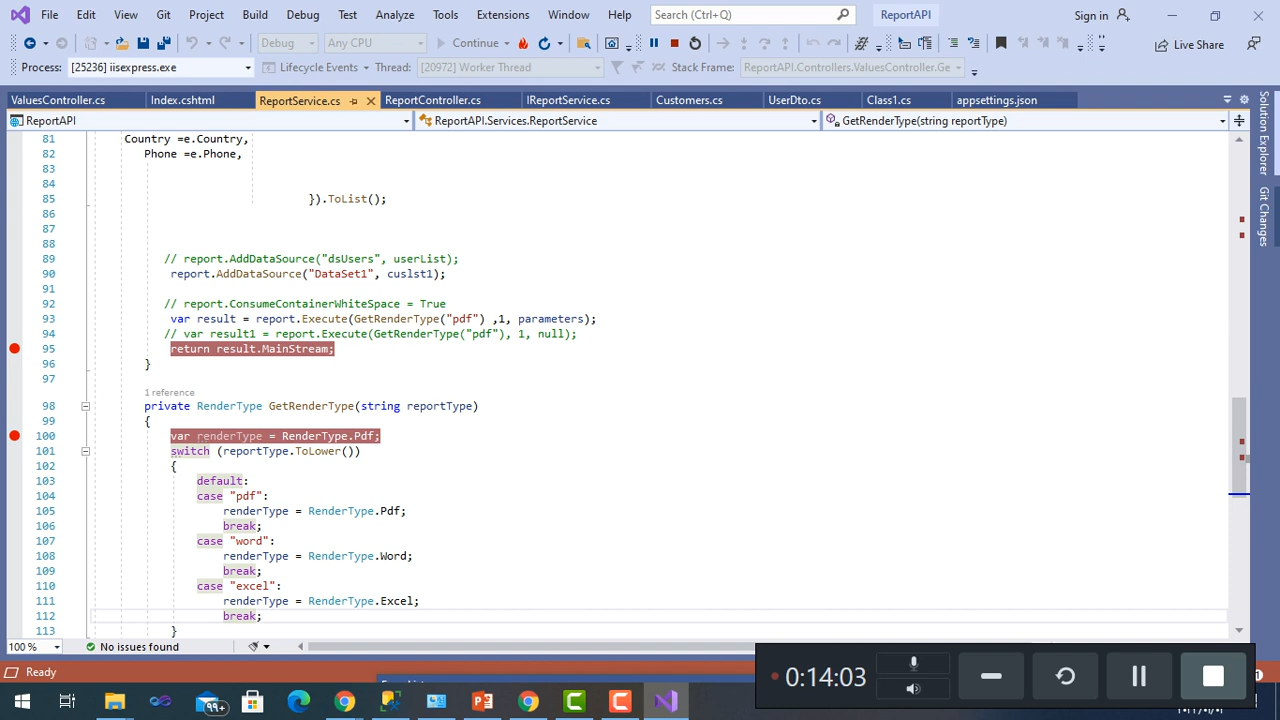 File Edit View Git Project Build Debug Test Analyze Tools Extensions Window Help Search (Ctrl+Q) ReportAPI Sign in
Debug Any CPU Continue Live Share
Process: [25236] iisexpress.exe Lifecycle Events Thread: [20972] Worker Thread Stack Frame: ReportAPI.Controllers.ValuesController.Ge
ValuesController.cs Index.cshtml ReportService.cs ReportController.cs IReportService.cs Customers.cs UserDto.cs Class1.cs appsettings.json
ReportAPI ReportAPI.Services.ReportService GetRenderType(string reportType)
Solution Explorer
Git Changes
81 Country =e.Country,
82 Phone =e.Phone,
83
84
85 }).ToList();
86
87
88
89 // report.AddDataSource("dsUsers", userList);
90 report.AddDataSource("DataSet1", cuslst1);
91
92 // report.ConsumeContainerWhiteSpace = True
93 var result = report.Execute(GetRenderType("pdf") ,1, parameters);
94 // var result1 = report.Execute(GetRenderType("pdf"), 1, null);
95 return result.MainStream;
96 }
97
1 reference
98 private RenderType GetRenderType(string reportType)
99 {
100 var renderType = RenderType.Pdf;
101 switch (reportType.ToLower())
102 {
103 default:
104 case "pdf":
105 renderType = RenderType.Pdf;
106 break;
107 case "word":
108 renderType = RenderType.Word;
109 break;
110 case "excel":
111 renderType = RenderType.Excel;
112 break;
113 }
100 % No issues found
Ready
0:14:03
99+